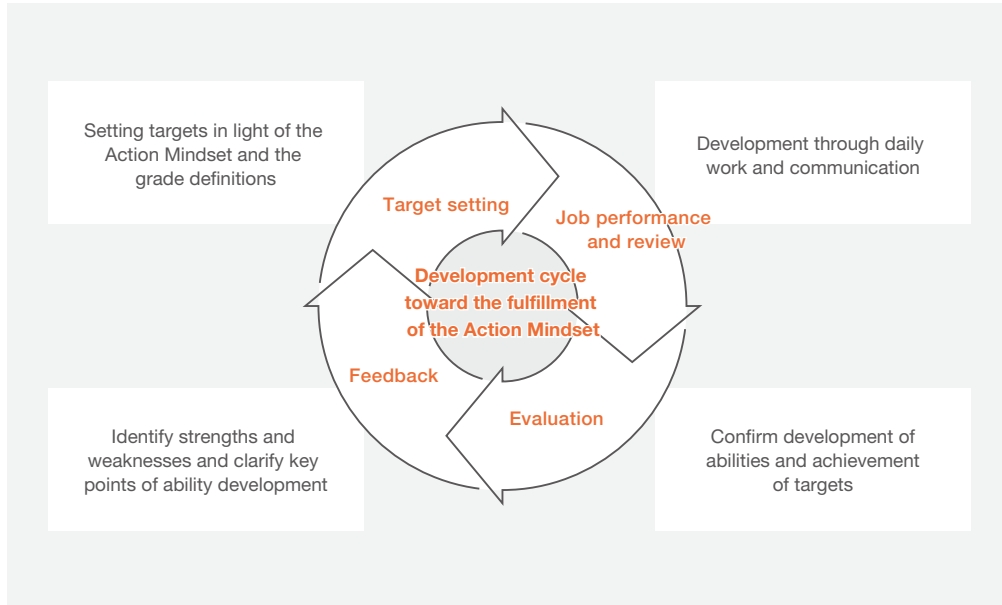 Setting targets in light of the
Action Mindset and the
grade definitions
Development through daily
work and communication
Target setting
Job performance
and review
Development cycle
toward the fulfillment
of the Action Mindset
Feedback
Evaluation
Identify strengths and
weaknesses and clarify key
points of ability development
Confirm development of
abilities and achievement
of targets